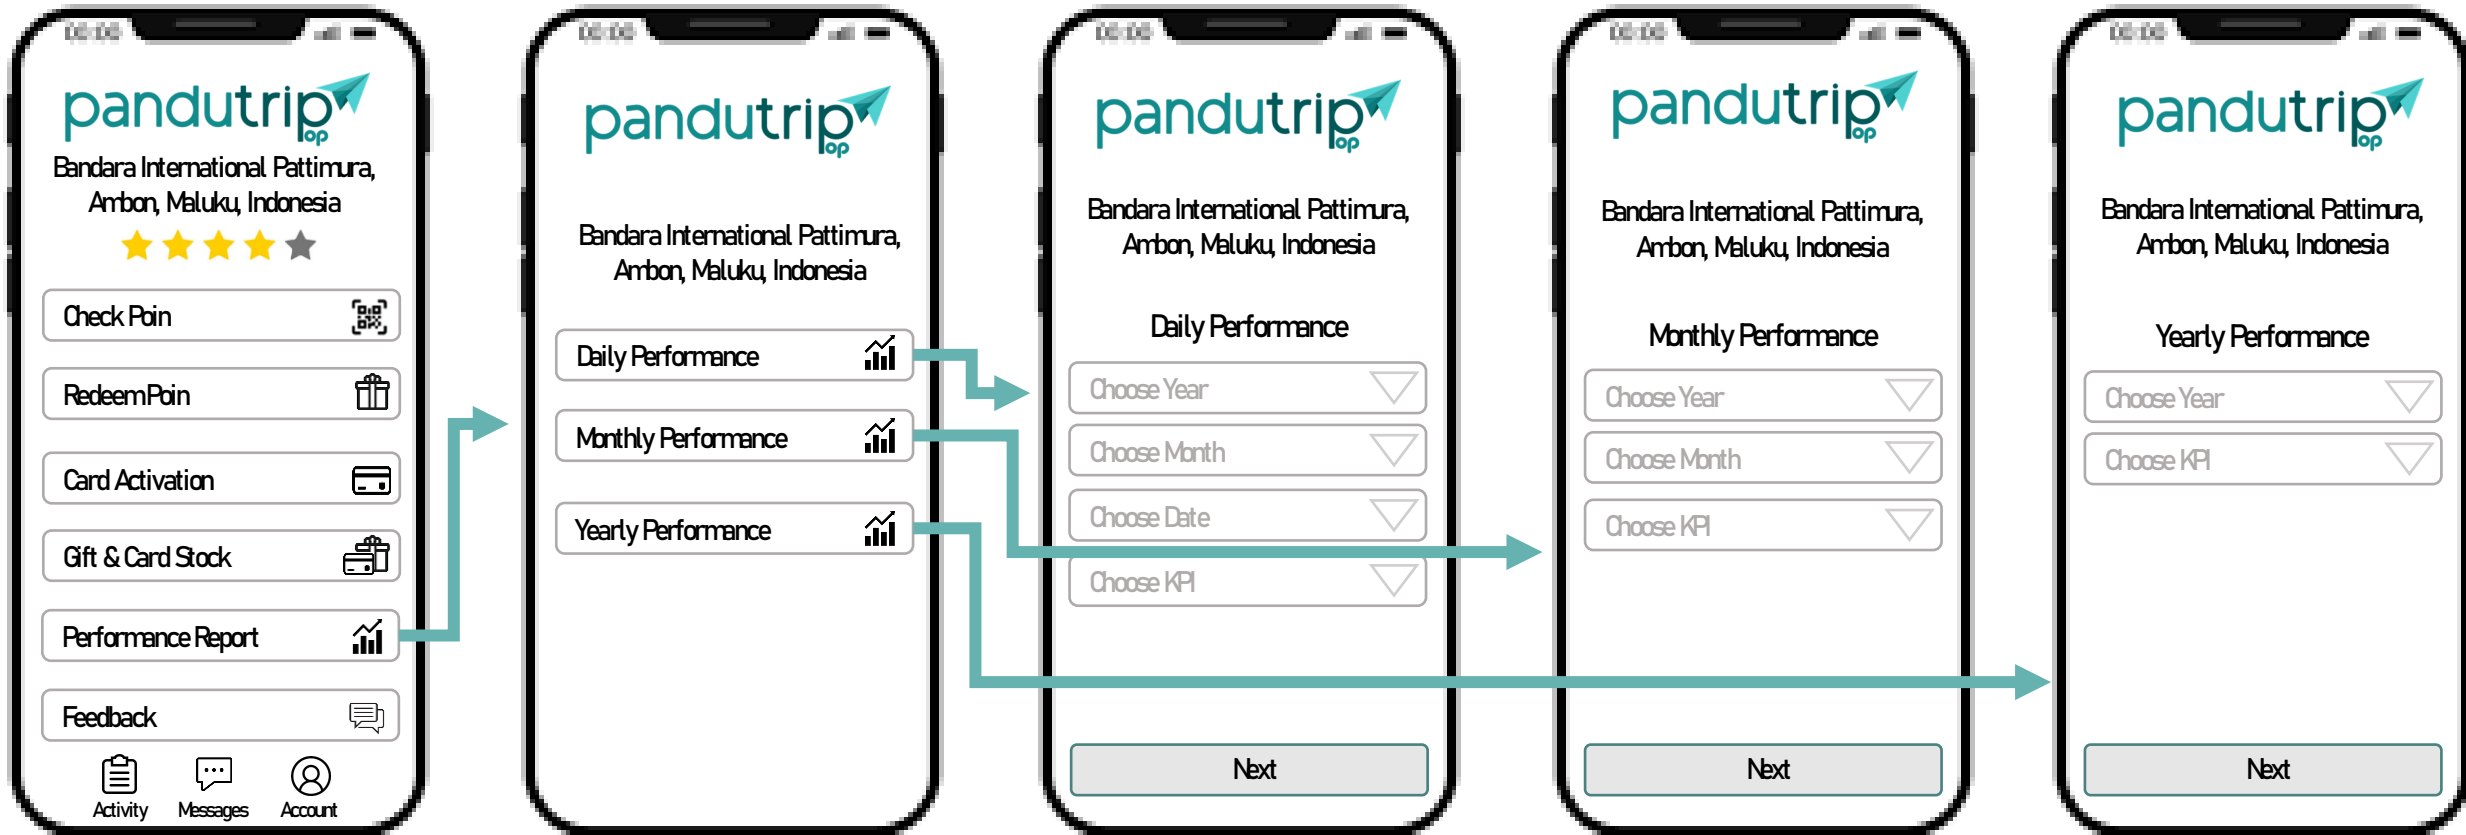 00:00
pandutrip
op
Bandara International Pattimura,
Ambon, Maluku, Indonesia
Check Poin
Redeem Poin
Card Activation
Gift & Card Stock
Performance Report
Feedback
Activity
Messages
Account
00:00
pandutrip
op
Bandara International Pattimura,
Ambon, Maluku, Indonesia
Daily Performance
Monthly Performance
Yearly Performance
00:00
pandutrip
op
Bandara International Pattimura,
Ambon, Maluku, Indonesia
Daily Performance
Choose Year
Choose Month
Choose Date
Choose KPI
Next
00:00
pandutrip
op
Bandara International Pattimura,
Ambon, Maluku, Indonesia
Monthly Performance
Choose Year
Choose Month
Choose KPI
Next
00:00
pandutrip
op
Bandara International Pattimura,
Ambon, Maluku, Indonesia
Yearly Performance
Choose Year
Choose KPI
Next